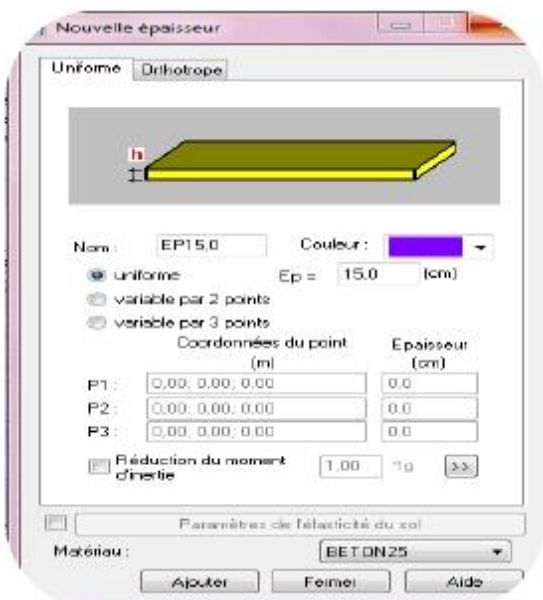 Nouvelle épaisseur
Uniforme Orthotrope
h
Nom : EP15,0 Couleur :
uniforme Ep = 15,0 (cm)
variable par 2 points
variable par 3 points
Coordonnées du point Epaisseur
(m) (cm)
P1 : 0,00; 0,00; 0,00 0,0
P2 : 0,00; 0,00; 0,00 0,0
P3 : 0,00; 0,00; 0,00 0,0
Réduction du moment 1,00 *Ig >>
d'inertie
Paramètres de l'élasticité du sol
Matériau : BETON25
Ajouter Fermer Aide